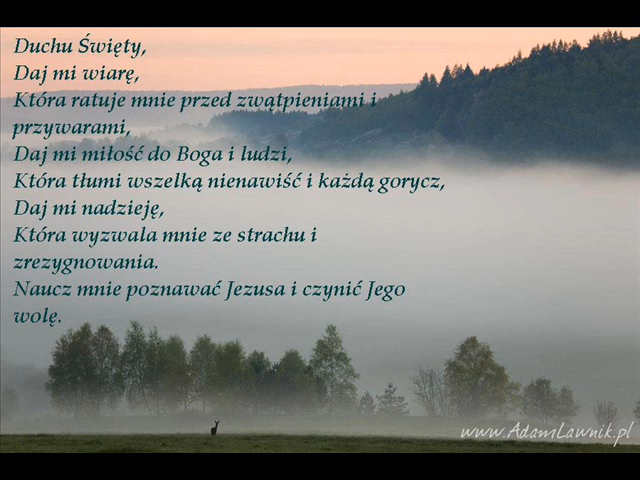 Duchu Święty,
Daj mi wiarę,
Która ratuje mnie przed zwątpieniami i
przywarami,
Daj mi miłość do Boga i ludzi,
Która tłumi wszelką nienawiść i każdą gorycz,
Daj mi nadzieję,
Która wyzwala mnie ze strachu i
zrezygnowania.
Naucz mnie poznawać Jezusa i czynić Jego
wolę.
www.AdamŁawnik.pl